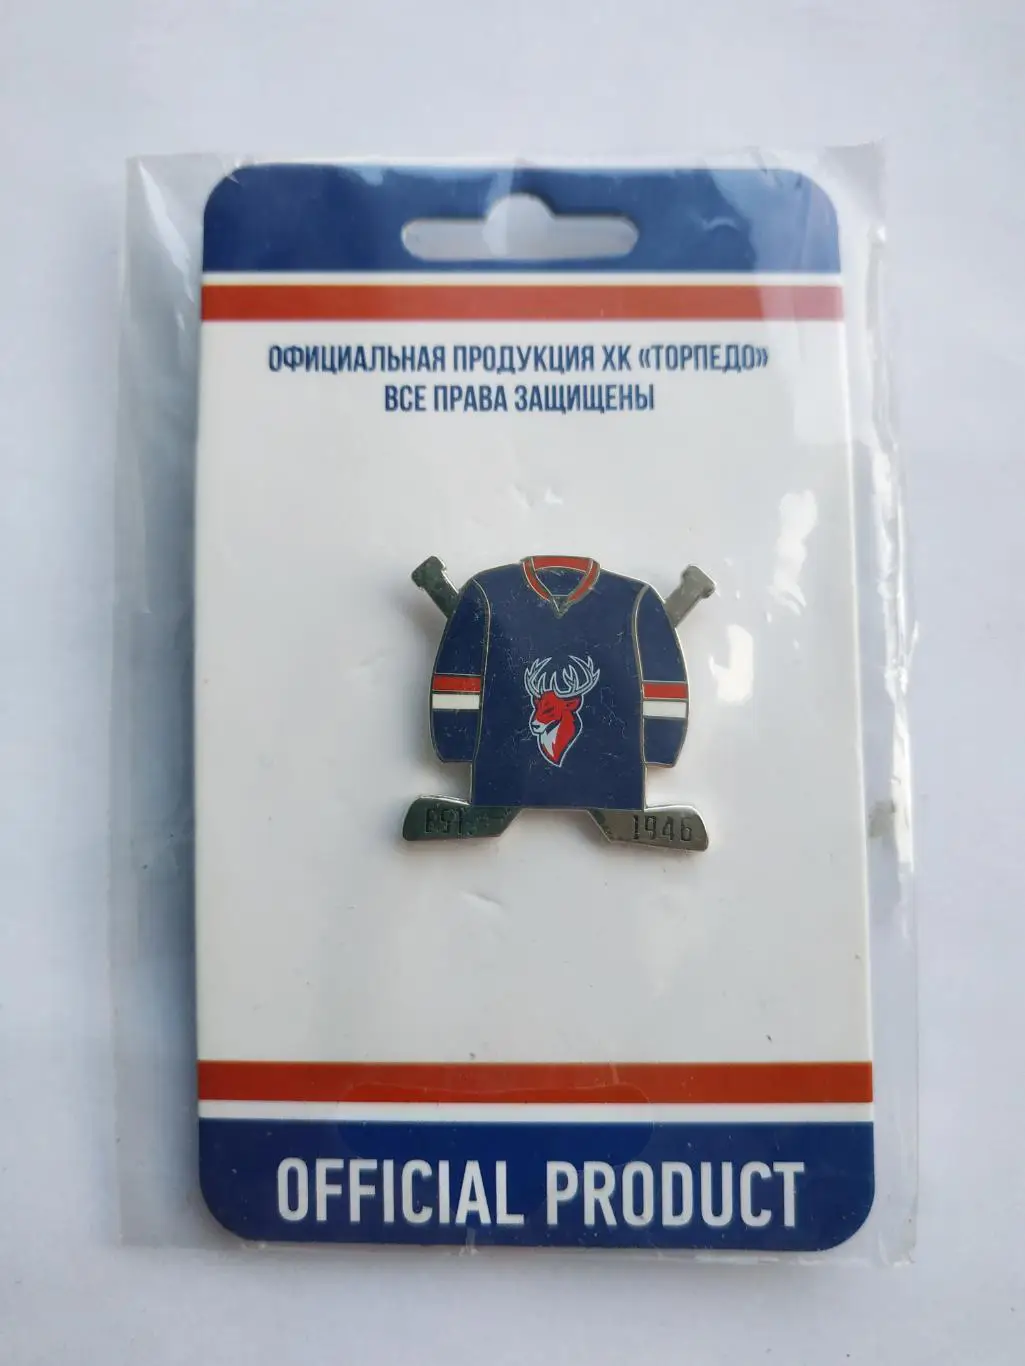 ОФИЦИАЛЬНАЯ ПРОДУКЦИЯ ХК «ТОРПЕДО»
ВСЕ ПРАВА ЗАЩИЩЕНЫ
EST. 1946
OFFICIAL PRODUCT